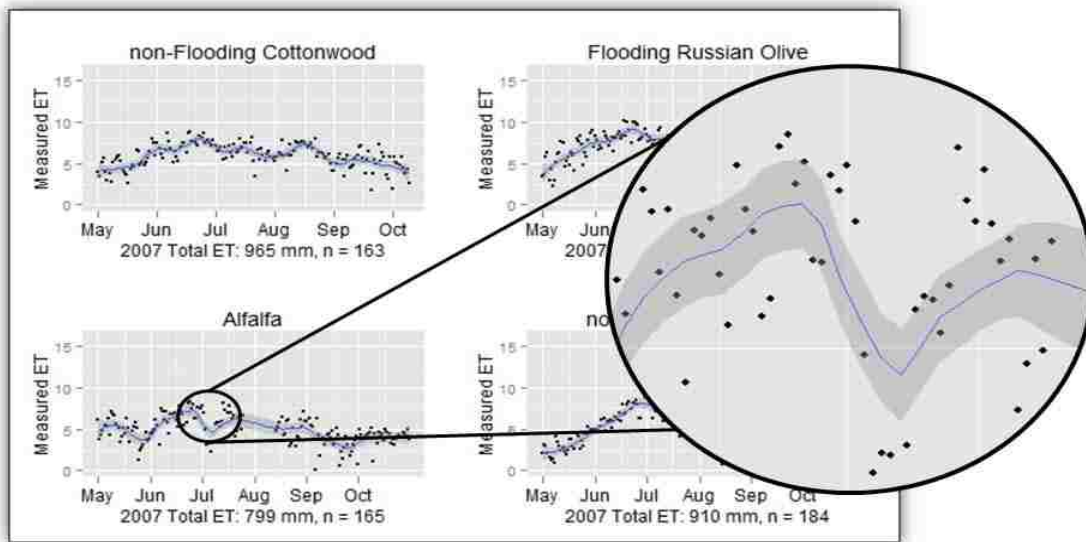 non-Flooding Cottonwood
Measured ET
15
10
5
0
May Jun Jul Aug Sep Oct
2007 Total ET: 965 mm, n = 163
Flooding Russian Olive
Measured ET
15
10
5
0
May Jun
2007
Alfalfa
Measured ET
15
10
5
0
May Jun Jul Aug Sep Oct
2007 Total ET: 799 mm, n = 165
no
Measured ET
15
10
5
0
May Jun Jul Aug Sep Oct
2007 Total ET: 910 mm, n = 184